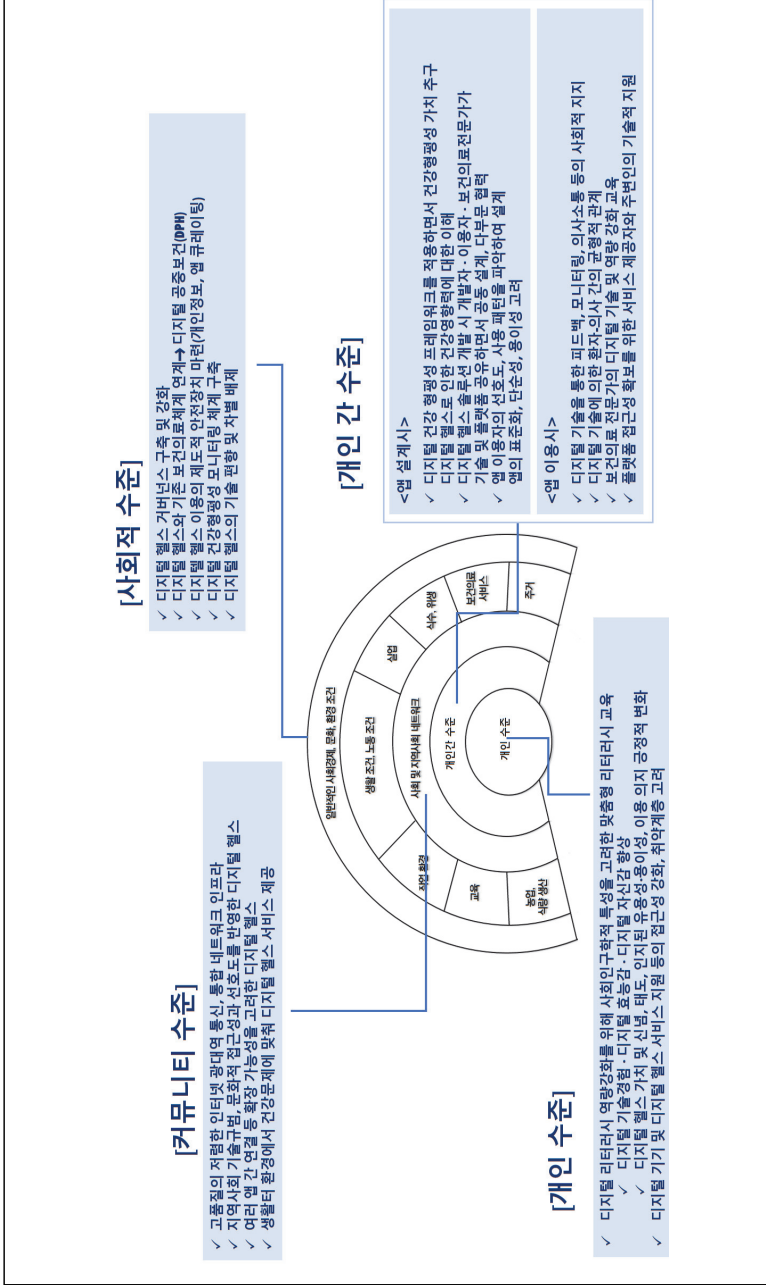 [커뮤니티 수준]
✓ 고품질의 저렴한 인터넷 광대역 통신, 통합 네트워크 인프라
✓ 지역사회 기술규범, 문화적 접근성과 선호도를 반영한 디지털 헬스
✓ 여러 앱 간 연결 등 확장 가능성을 고려한 디지털 헬스
✓ 생활터 환경에서 건강문제에 맞춰 디지털 헬스 서비스 제공
[사회적 수준]
✓ 디지털 헬스 거버넌스 구축 및 강화
✓ 디지털 헬스와 기존 보건의료체계 연계→ 디지털 공중보건(DPH)
✓ 디지텔 헬스 이용의 제도적 안전장치 마련(개인정보, 앱 큐레이팅)
✓ 디지털 건강형평성 모니터링 체계 구축
✓ 디지털 헬스의 기술 편향 및 차별 배제
일반적인 사회경제, 문화, 환경 조건
생활 조건, 노동 조건
사회 및 지역사회 네트워크
개인간 수준
개인 수준
농업, 식량 생산
교육
작업 환경
실업
식수, 위생
보건의료 서비스
주거
[개인 간 수준]
<앱 설계시>
✓ 디지털 건강 형평성 프레임워크를 적용하면서 건강형평성 가치 추구
디지털 헬스로 인한 건강영향력에 대한 이해
✓ 디지털 헬스 솔루션 개발 시 개발자 · 이용자 · 보건의료전문가가
기술 및 플랫폼 공유하면서 공동 설계, 다부문 협력
✓ 앱 이용자의 선호도, 사용 패턴을 파악하여 설계
앱의 표준화, 단순성, 용이성 고려
<앱 이용시>
✓ 디지털 기술을 통한 피드백, 모니터링, 의사소통 등의 사회적 지지
✓ 디지털 기술에 의한 환자-의사 간의 균형적 관계
✓ 보건의료 전문가의 디지털 기술 및 역량 강화 교육
✓ 플랫폼 접근성 확보를 위한 서비스 제공자와 주변인의 기술적 지원
[개인 수준]
✓ 디지털 리터러시 역량강화를 위해 사회인구학적 특성을 고려한 맞춤형 리터러시 교육
✓ 디지털 기술경험 · 디지털 효능감 · 디지털 자신감 향상
✓ 디지털 헬스 가치 및 신념, 태도, 인지된 유용성·용이성, 이용 의지 긍정적 변화
✓ 디지털 기기 및 디지털 헬스 서비스 지원 등의 접근성 강화, 취약계층 고려